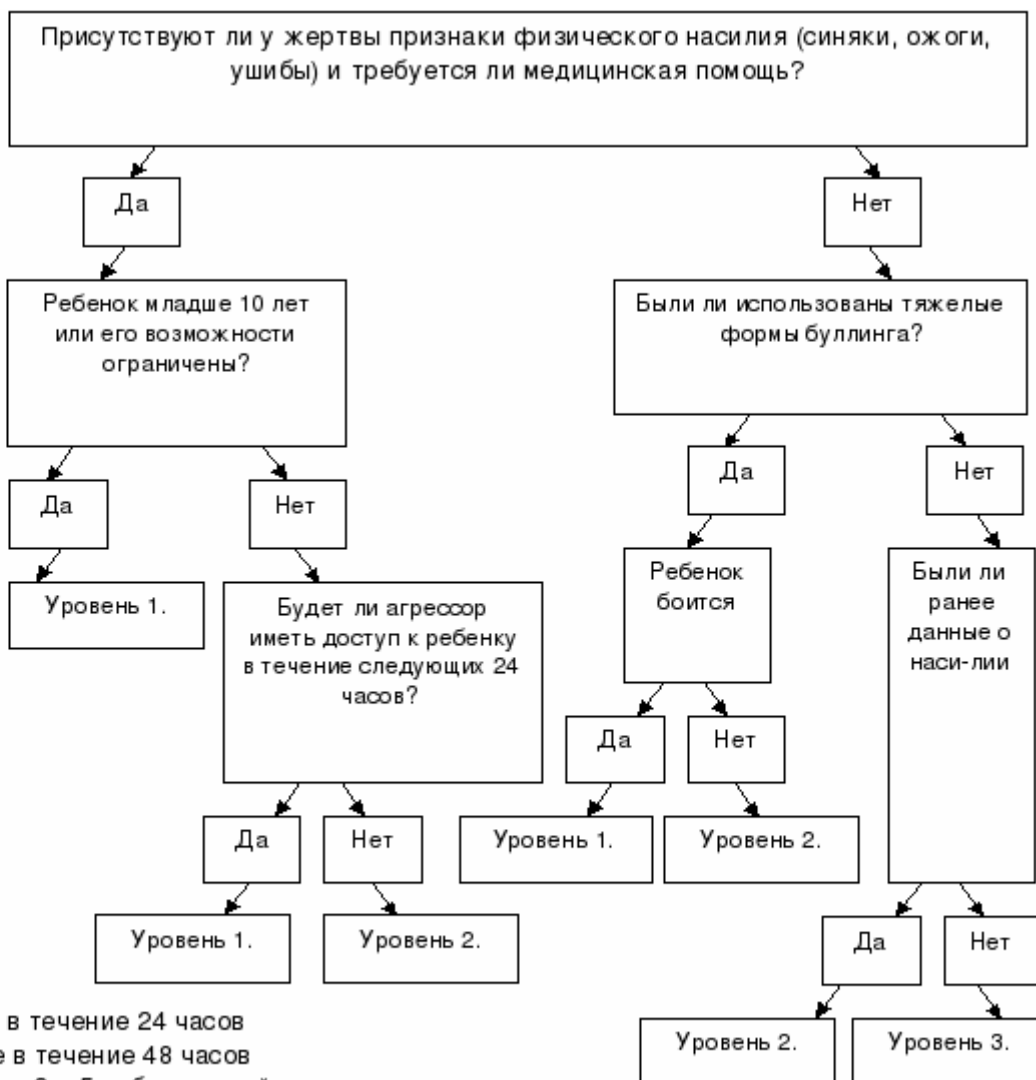 Присутствуют ли у жертвы признаки физического насилия (синяки, ожоги,
ушибы) и требуется ли медицинская помощь?
Да
Нет
Ребенок младше 10 лет
или его возможности
ограничены?
Были ли использованы тяжелые
формы буллинга?
Да
Нет
Да
Нет
Уровень 1.
Будет ли агрессор
иметь доступ к ребенку
в течение следующих 24
часов?
Ребенок
боится
Были ли
ранее
данные о
наси-лии
Да
Нет
Да
Нет
Уровень 1.
Уровень 2.
Уровень 1.
Уровень 2.
Да
Нет
Уровень 2.
Уровень 3.
в течение 24 часов
е в течение 48 часов